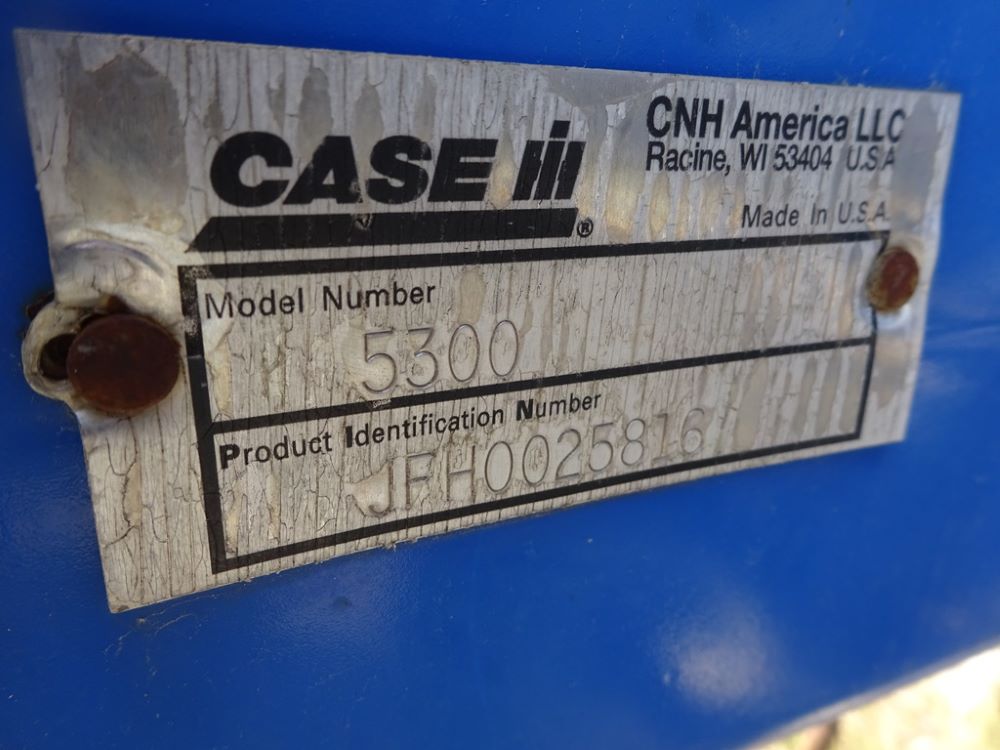 CASE IH®
CNH America LLC
Racine, WI 53404 U.S.A
Made In U.S.A.
Model Number
5300
Product Identification Number
JFH0025816